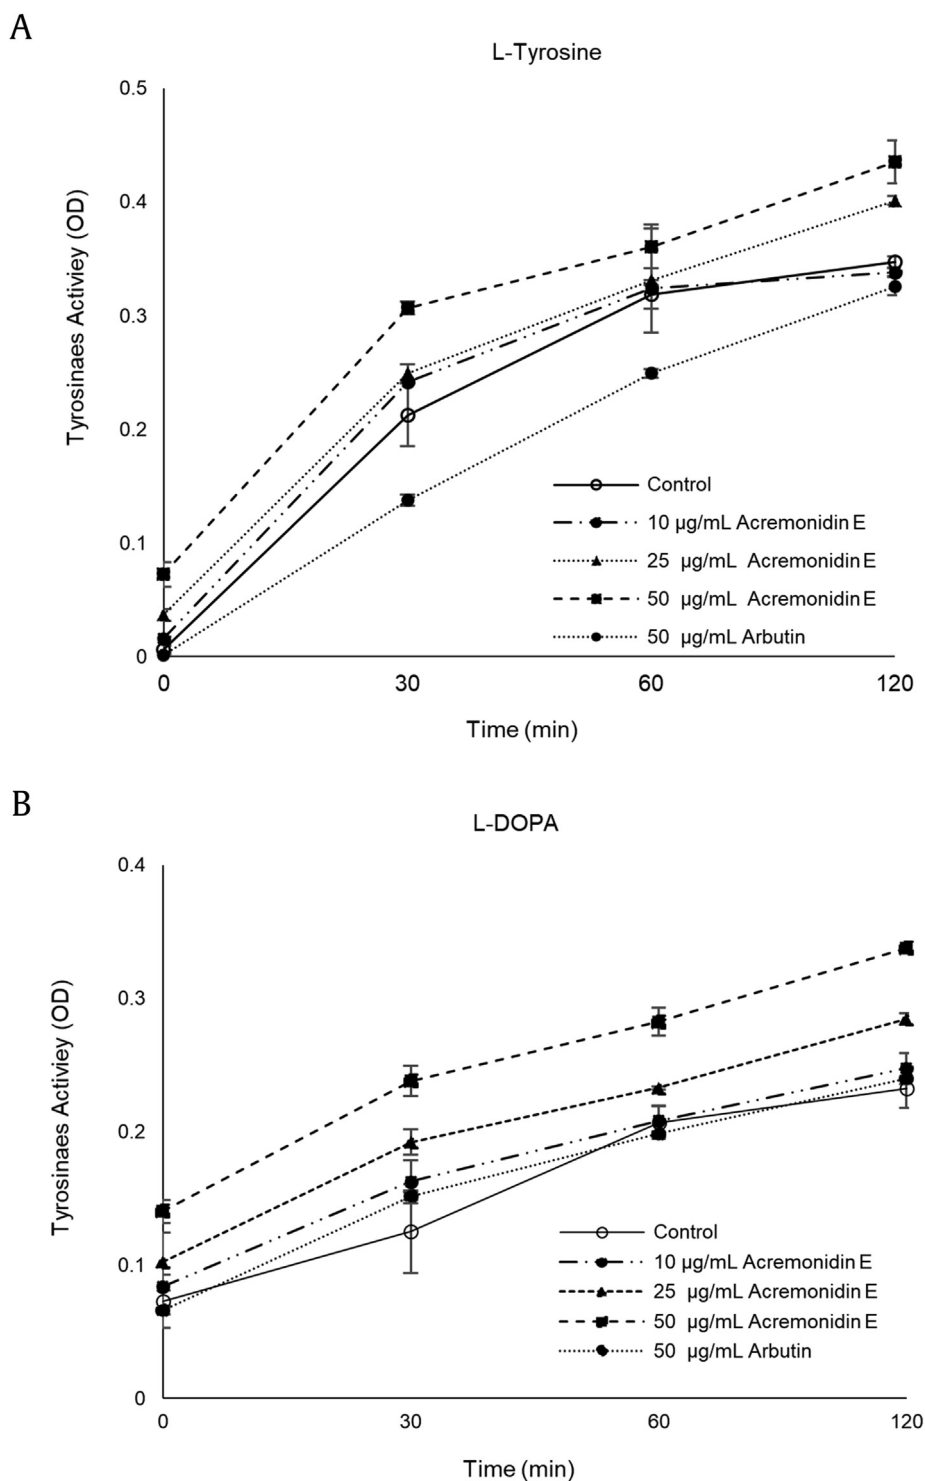 A
L-Tyrosine
0.5
0.4
0.3
0.2
0.1
0
Tyrosinaes Activiey (OD)
Control
10 µg/mL Acremonidin E
25 µg/mL Acremonidin E
50 µg/mL Acremonidin E
50 µg/mL Arbutin
0 30 60 120
Time (min)
B
L-DOPA
0.4
0.3
0.2
0.1
0
Tyrosinaes Activiey (OD)
Control
10 µg/mL Acremonidin E
25 µg/mL Acremonidin E
50 µg/mL Acremonidin E
50 µg/mL Arbutin
0 30 60 120
Time (min)